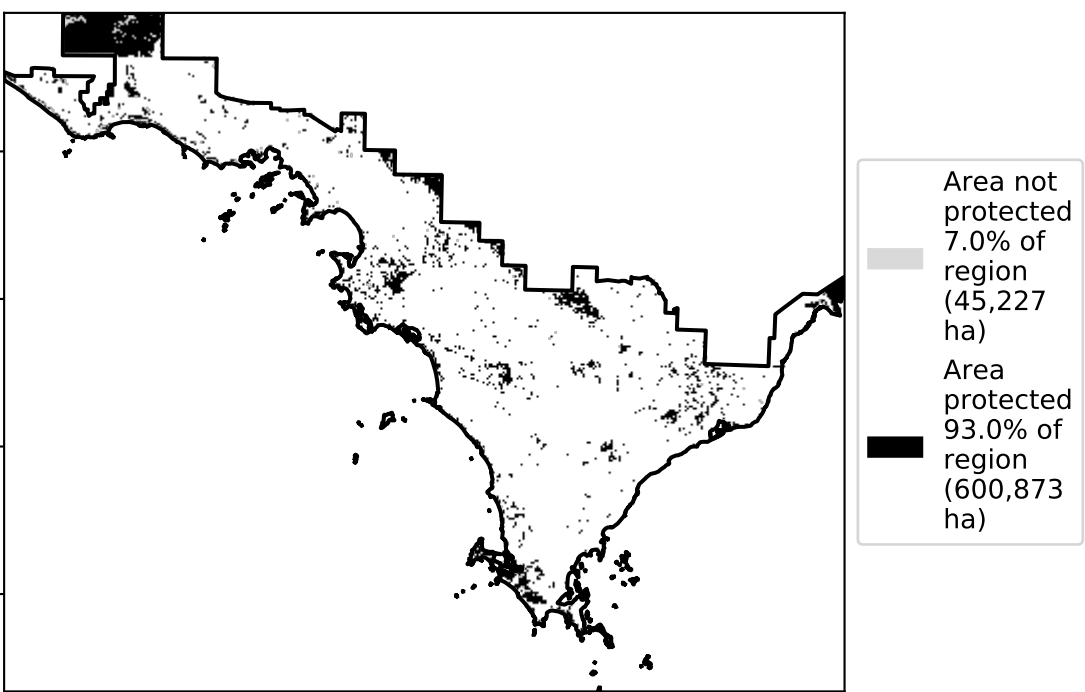 Area not
protected
7.0% of
region
(45,227
ha)
Area
protected
93.0% of
region
(600,873
ha)